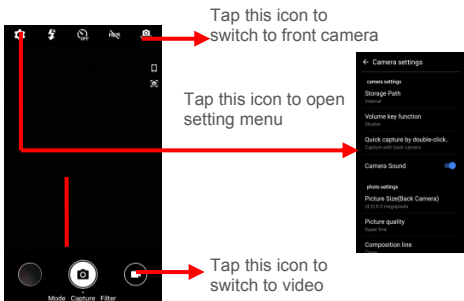 Tap this icon to
switch to front camera
OFF
HDR
Tap this icon to open
setting menu
Camera settings
camera settings
Storage Path
Internal
Volume key function
Shutter
Quick capture by double-click..
Capture with back camera
Camera Sound
photo settings
Picture Size(Back Camera)
(4:3) 8.0 megapixels
Picture quality
Super fine
Composition line
Mode Capture Filter
Tap this icon to
switch to video